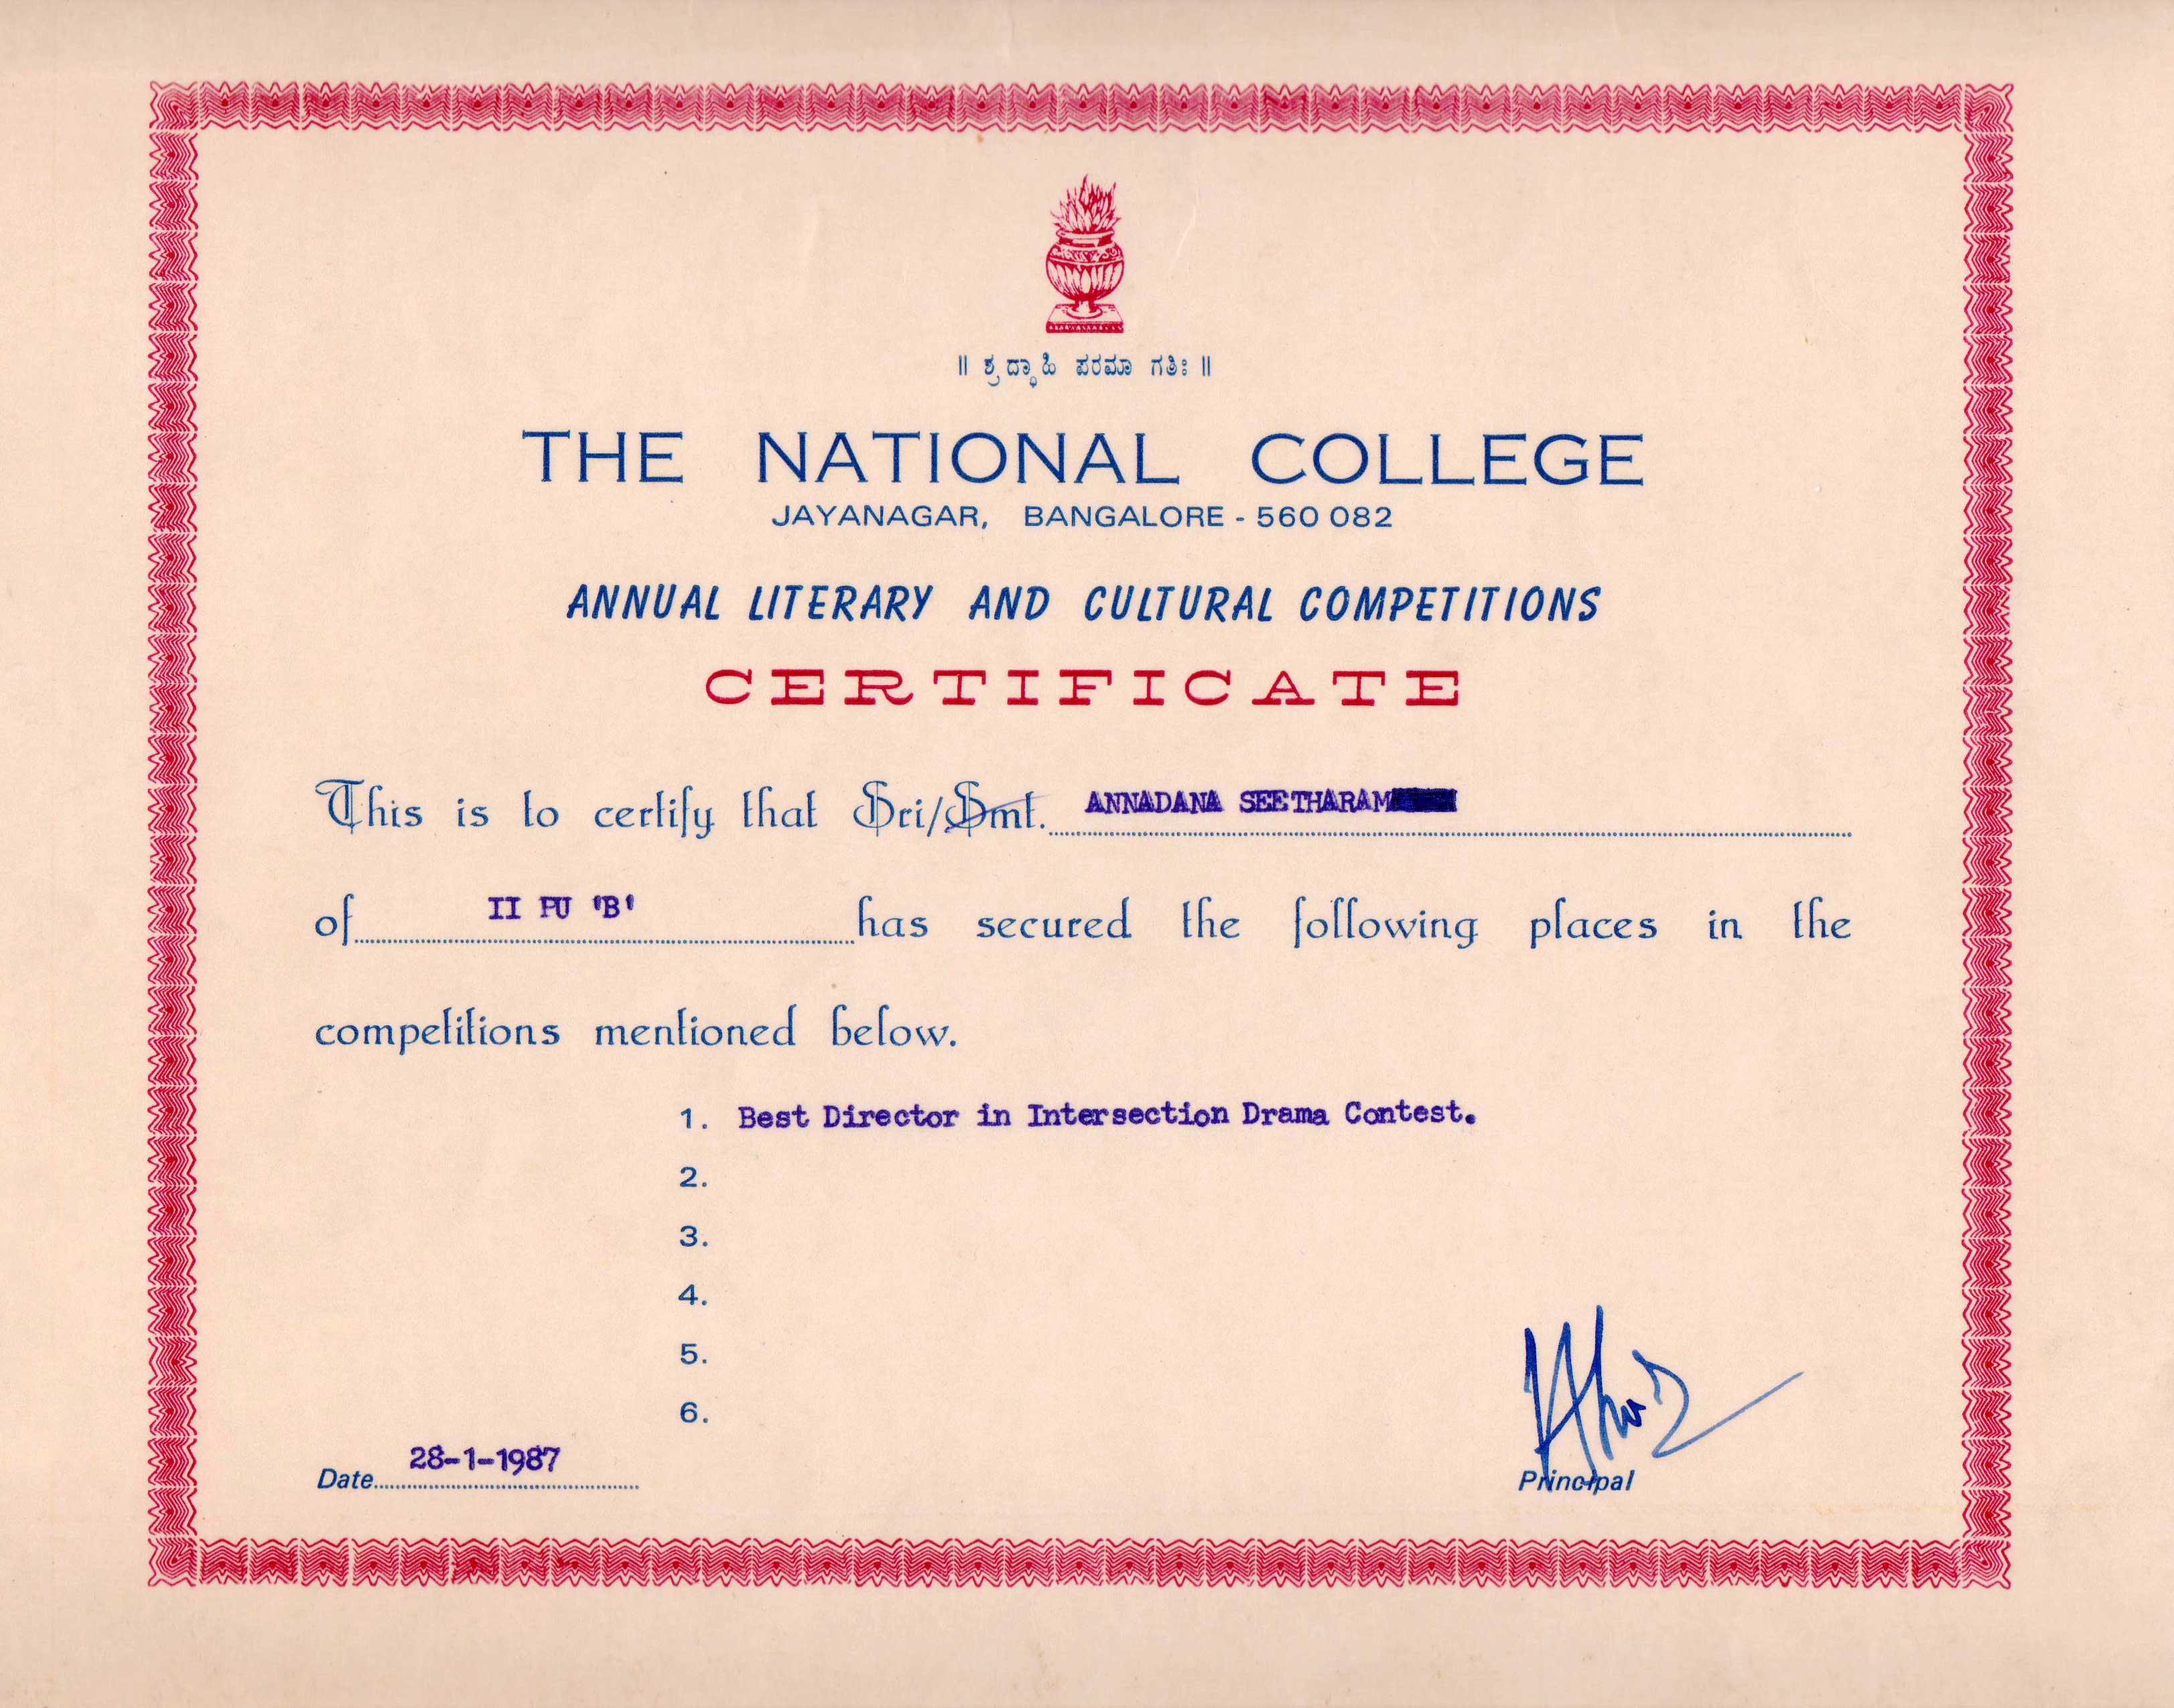 ॥ ಶ್ರದ್ಧಾಹಿ ಪರಮಾ ಗತಿಃ ॥
THE NATIONAL COLLEGE
JAYANAGAR, BANGALORE - 560 082
ANNUAL LITERARY AND CULTURAL COMPETITIONS
CERTIFICATE
This is to certify that Sri/Smt. ANNADANA SEETHARAM
of II PU 'B' has secured the following places in the
competitions mentioned below.
1. Best Director in Intersection Drama Contest.
2.
3.
4.
5.
6.
Date 28-1-1987
Principal